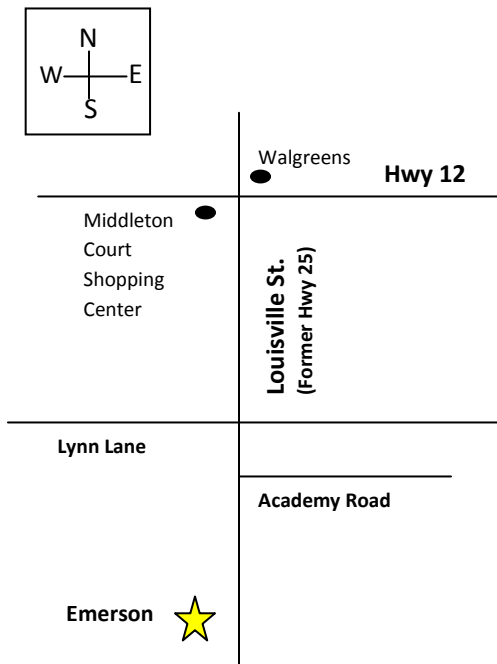 N
W E
S
Walgreens
Hwy 12
Middleton
Court
Shopping
Center
Louisville St.
(Former Hwy 25)
Lynn Lane
Academy Road
Emerson